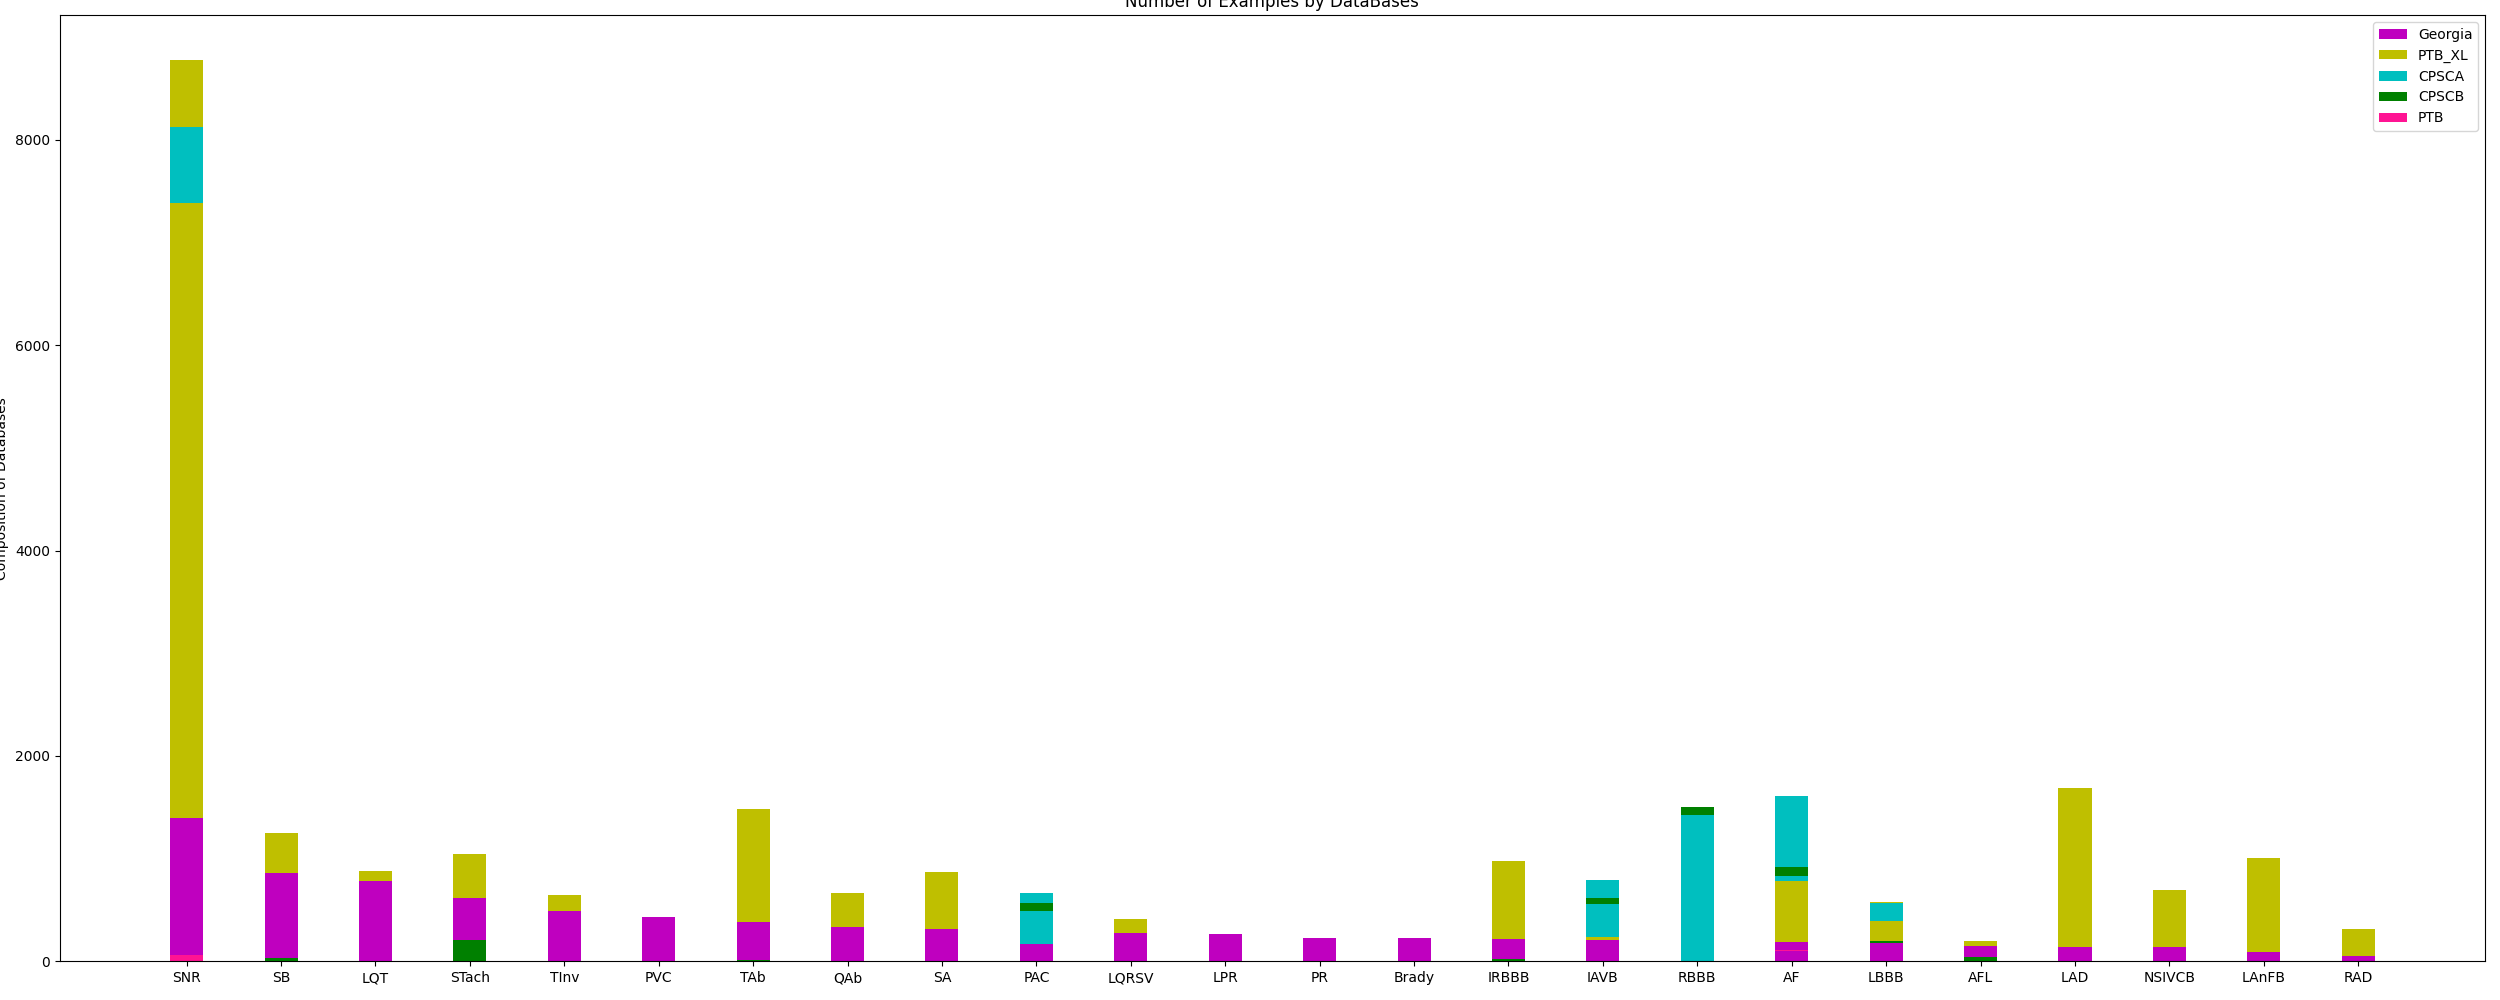 Number of Examples by DataBases
Georgia
PTB_XL
CPSCA
CPSCB
PTB
8000
6000
4000
2000
0
Composition of Databases
SNR SB LQT STach TInv PVC TAb QAb SA PAC LQRSV LPR PR Brady IRBBB IAVB RBBB AF LBBB AFL LAD NSIVCB LAnFB RAD